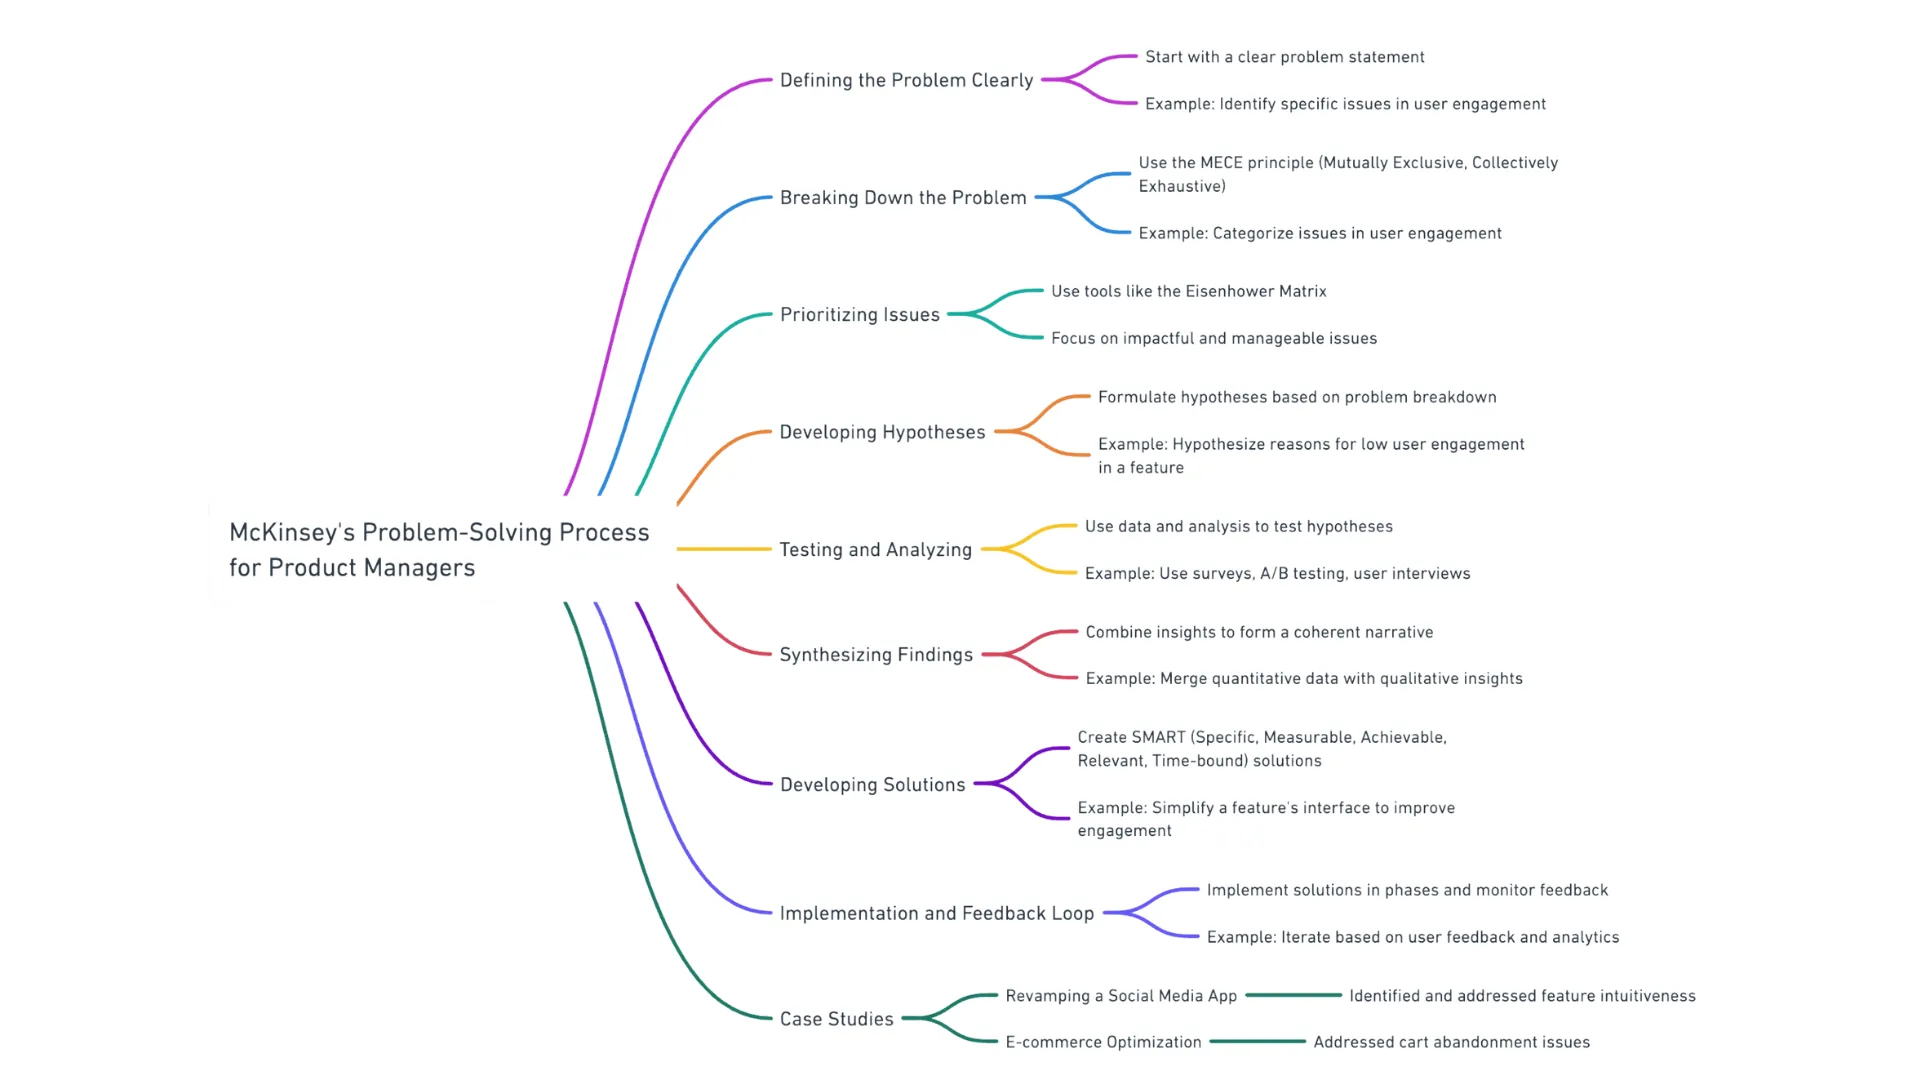 McKinsey's Problem-Solving Process
for Product Managers
Defining the Problem Clearly
Start with a clear problem statement
Example: Identify specific issues in user engagement
Breaking Down the Problem
Use the MECE principle (Mutually Exclusive, Collectively
Exhaustive)
Example: Categorize issues in user engagement
Prioritizing Issues
Use tools like the Eisenhower Matrix
Focus on impactful and manageable issues
Developing Hypotheses
Formulate hypotheses based on problem breakdown
Example: Hypothesize reasons for low user engagement
in a feature
Testing and Analyzing
Use data and analysis to test hypotheses
Example: Use surveys, A/B testing, user interviews
Synthesizing Findings
Combine insights to form a coherent narrative
Example: Merge quantitative data with qualitative insights
Developing Solutions
Create SMART (Specific, Measurable, Achievable,
Relevant, Time-bound) solutions
Example: Simplify a feature's interface to improve
engagement
Implementation and Feedback Loop
Implement solutions in phases and monitor feedback
Example: Iterate based on user feedback and analytics
Case Studies
Revamping a Social Media App
Identified and addressed feature intuitiveness
E-commerce Optimization
Addressed cart abandonment issues